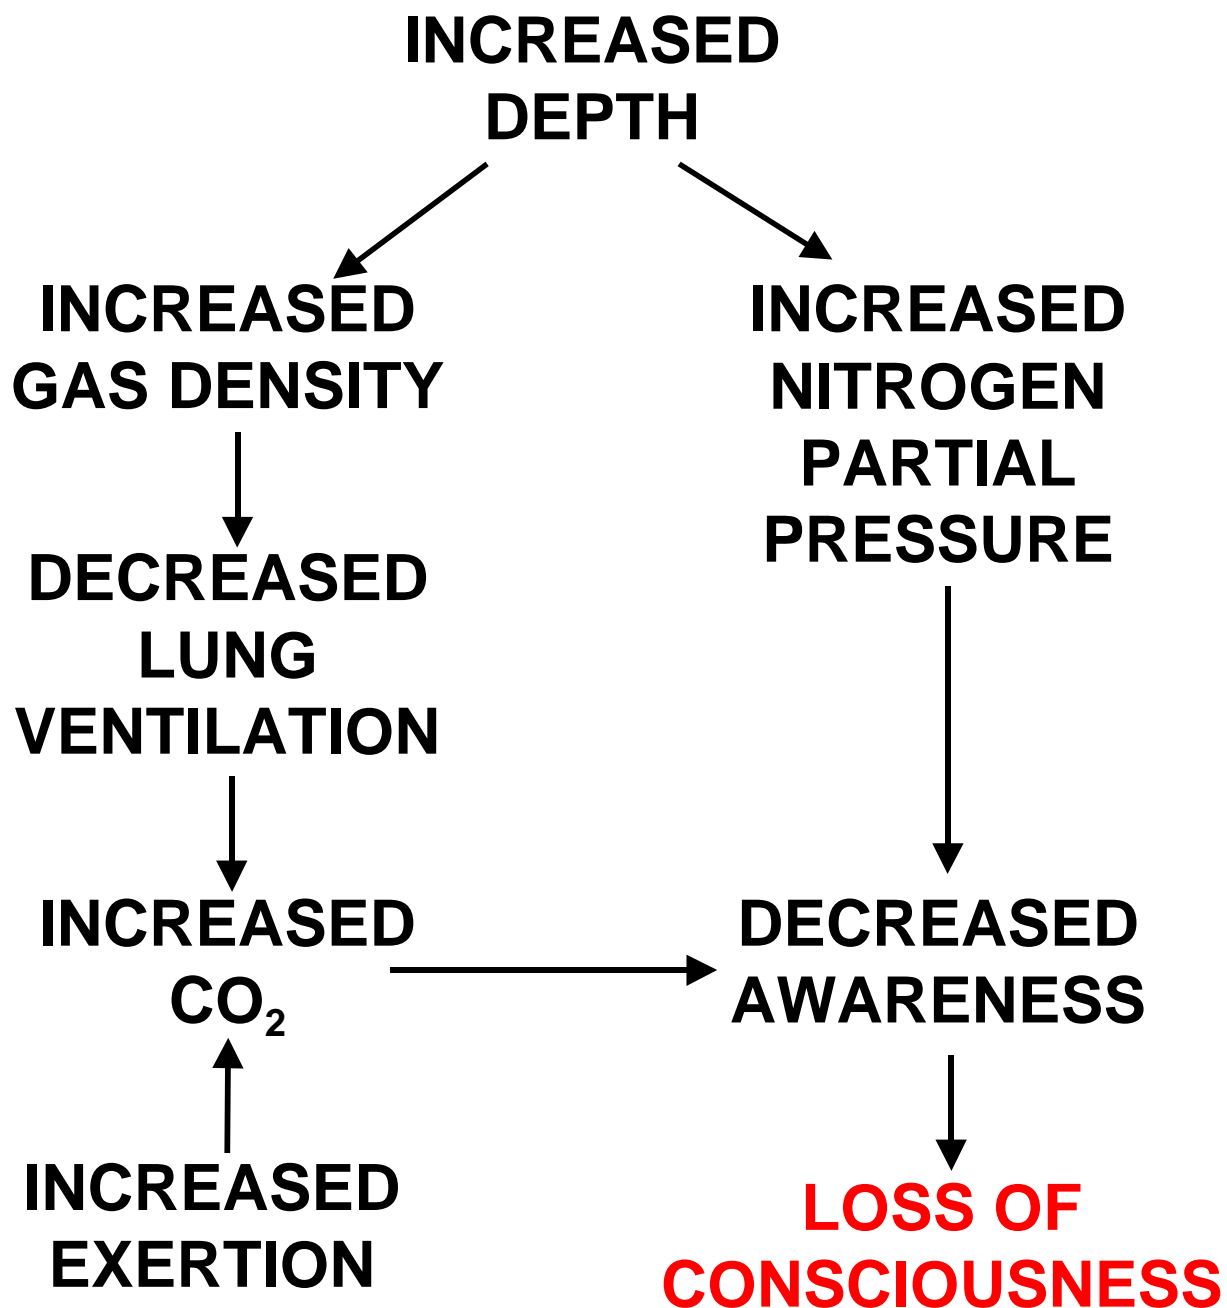 INCREASED
DEPTH
INCREASED
GAS DENSITY
INCREASED
NITROGEN
PARTIAL
PRESSURE
DECREASED
LUNG
VENTILATION
INCREASED
CO₂
DECREASED
AWARENESS
INCREASED
EXERTION
LOSS OF
CONSCIOUSNESS